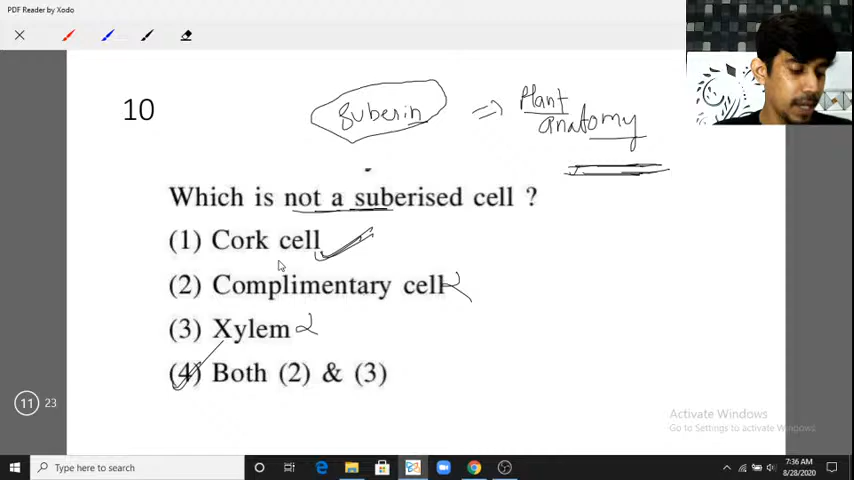 PDF Reader by Xodo
10
suberin => Plant
anatomy
Which is not a suberised cell ?
(1) Cork cell
(2) Complimentary cell
(3) Xylem
(4) Both (2) & (3)
11 23
Activate Windows
Go to Settings to activate Windows.
Type here to search
7:36 AM
8/28/2020